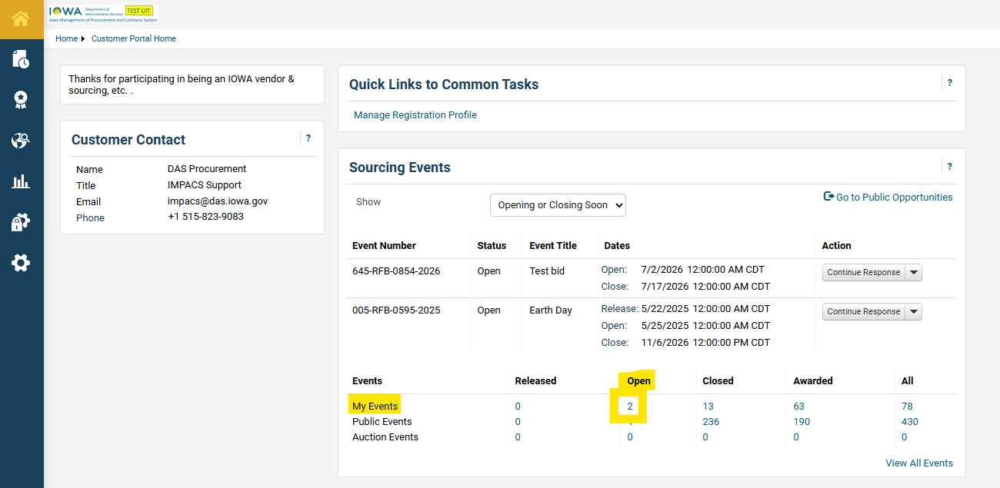 IOWA Department of Administrative Services TEST UIT
Iowa Management of Procurement and Contracts System
Home Customer Portal Home
Thanks for participating in being an IOWA vendor &
sourcing, etc. .
Customer Contact ?
Name DAS Procurement
Title IMPACS Support
Email impacs@das.iowa.gov
Phone +1 515-823-9083
Quick Links to Common Tasks ?
Manage Registration Profile
Sourcing Events ?
Show Opening or Closing Soon Go to Public Opportunities
Event Number Status Event Title Dates Action
645-RFB-0854-2026 Open Test bid Open: 7/2/2026 12:00:00 AM CDT Continue Response
Close: 7/17/2026 12:00:00 AM CDT
005-RFB-0595-2025 Open Earth Day Release: 5/22/2025 12:00:00 AM CDT Continue Response
Open: 5/25/2025 12:00:00 AM CDT
Close: 11/6/2026 12:00:00 PM CDT
Events Released Open Closed Awarded All
My Events 0 2 13 63 78
Public Events 0 236 190 430
Auction Events 0 0 0 0 0
View All Events